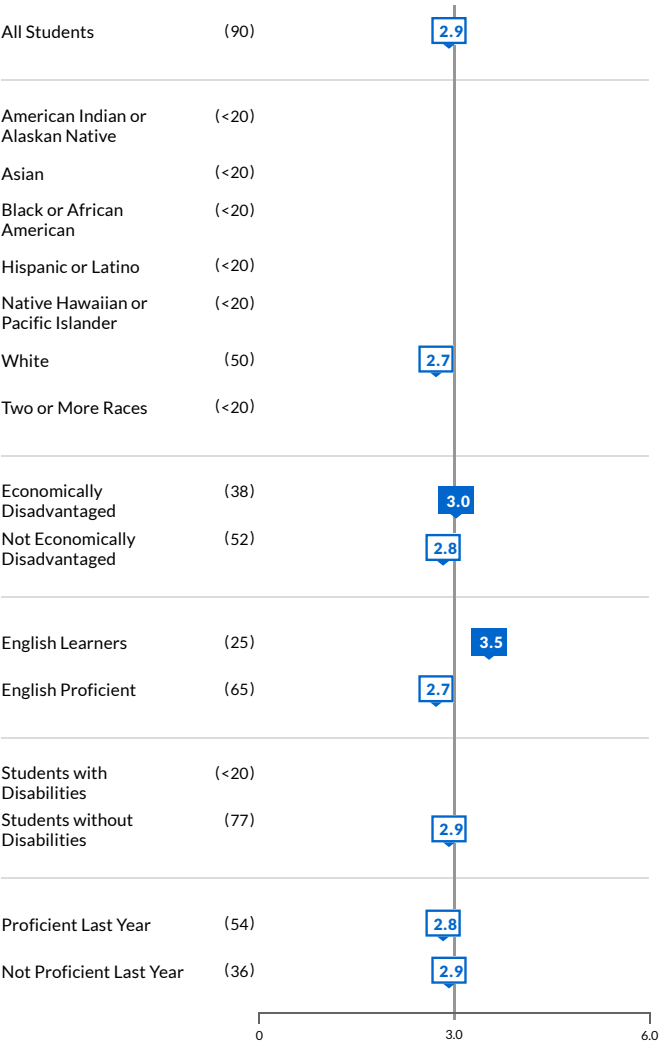 All Students (90) 2.9
American Indian or (<20)
Alaskan Native
Asian (<20)
Black or African (<20)
American
Hispanic or Latino (<20)
Native Hawaiian or (<20)
Pacific Islander
White (50) 2.7
Two or More Races (<20)
Economically (38) 3.0
Disadvantaged
Not Economically (52) 2.8
Disadvantaged
English Learners (25) 3.5
English Proficient (65) 2.7
Students with (<20)
Disabilities
Students without (77) 2.9
Disabilities
Proficient Last Year (54) 2.8
Not Proficient Last Year (36) 2.9
0 3.0 6.0